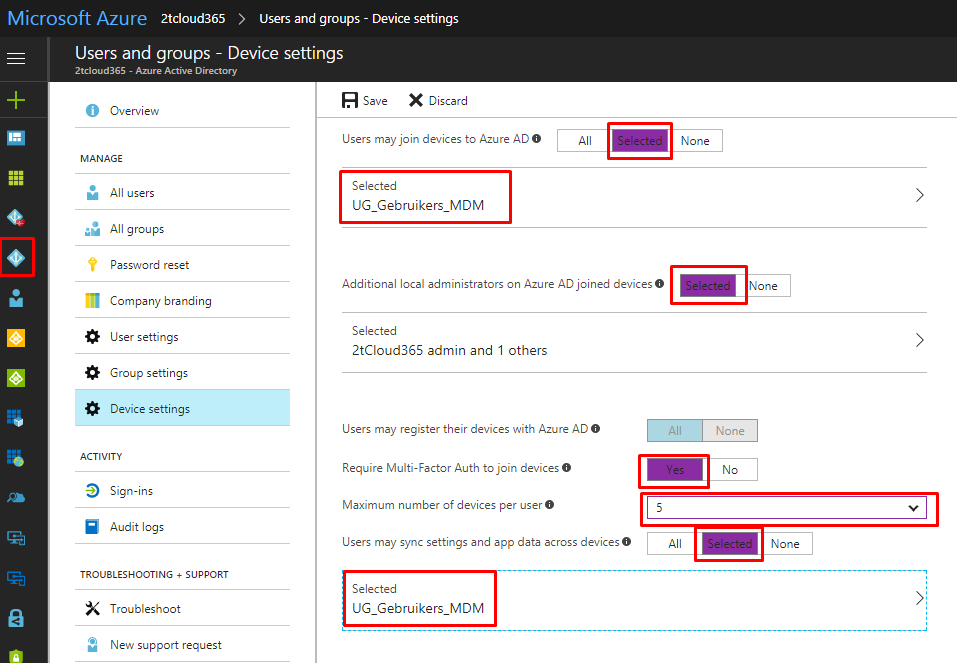 Microsoft Azure 2tcloud365 > Users and groups - Device settings
Users and groups - Device settings
2tcloud365 - Azure Active Directory
Overview
MANAGE
All users
All groups
Password reset
Company branding
User settings
Group settings
Device settings
ACTIVITY
Sign-ins
Audit logs
TROUBLESHOOTING + SUPPORT
Troubleshoot
New support request
Save Discard
Users may join devices to Azure AD All Selected None
Selected
UG_Gebruikers_MDM
Additional local administrators on Azure AD joined devices Selected None
Selected
2tCloud365 admin and 1 others
Users may register their devices with Azure AD All None
Require Multi-Factor Auth to join devices Yes No
Maximum number of devices per user 5
Users may sync settings and app data across devices All Selected None
Selected
UG_Gebruikers_MDM